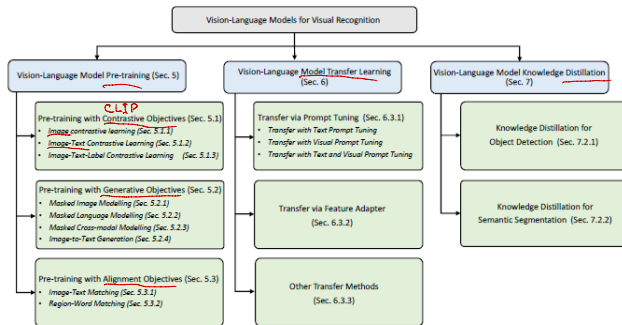 Vision-Language Models for Visual Recognition
Vision-Language Model Pre-training (Sec. 5)
CLIP
Pre-training with Contrastive Objectives (Sec. 5.1)
• Image contrastive learning (Sec. 5.1.1)
• Image-Text Contrastive Learning (Sec. 5.1.2)
• Image-Text-Label Contrastive Learning (Sec. 5.1.3)
Pre-training with Generative Objectives (Sec. 5.2)
• Masked Image Modelling (Sec. 5.2.1)
• Masked Language Modelling (Sec. 5.2.2)
• Masked Cross-modal Modelling (Sec. 5.2.3)
• Image-to-Text Generation (Sec. 5.2.4)
Pre-training with Alignment Objectives (Sec. 5.3)
• Image-Text Matching (Sec. 5.3.1)
• Region-Word Matching (Sec. 5.3.2)
Vision-Language Model Transfer Learning
(Sec. 6)
Transfer via Prompt Tuning (Sec. 6.3.1)
• Transfer with Text Prompt Tuning
• Transfer with Visual Prompt Tuning
• Transfer with Text and Visual Prompt Tuning
Transfer via Feature Adapter
(Sec. 6.3.2)
Other Transfer Methods
(Sec. 6.3.3)
Vision-Language Model Knowledge Distillation
(Sec. 7)
Knowledge Distillation for
Object Detection (Sec. 7.2.1)
Knowledge Distillation for
Semantic Segmentation (Sec. 7.2.2)